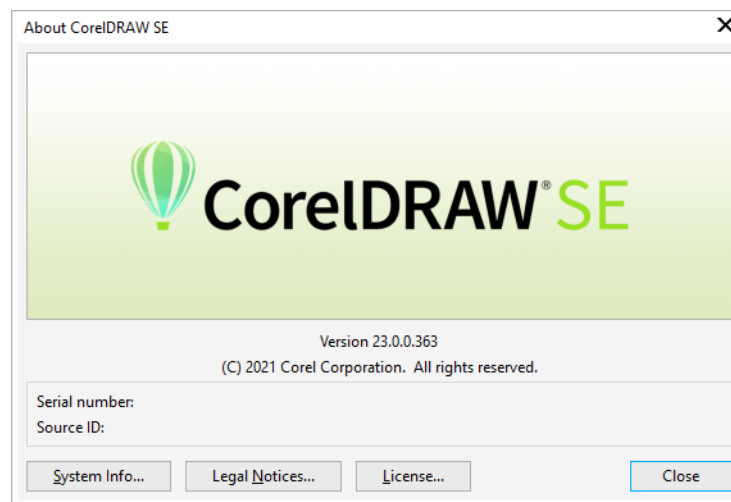 About CorelDRAW SE
CorelDRAW® SE
Version 23.0.0.363
(C) 2021 Corel Corporation. All rights reserved.
Serial number:
Source ID:
System Info...
Legal Notices...
License...
Close